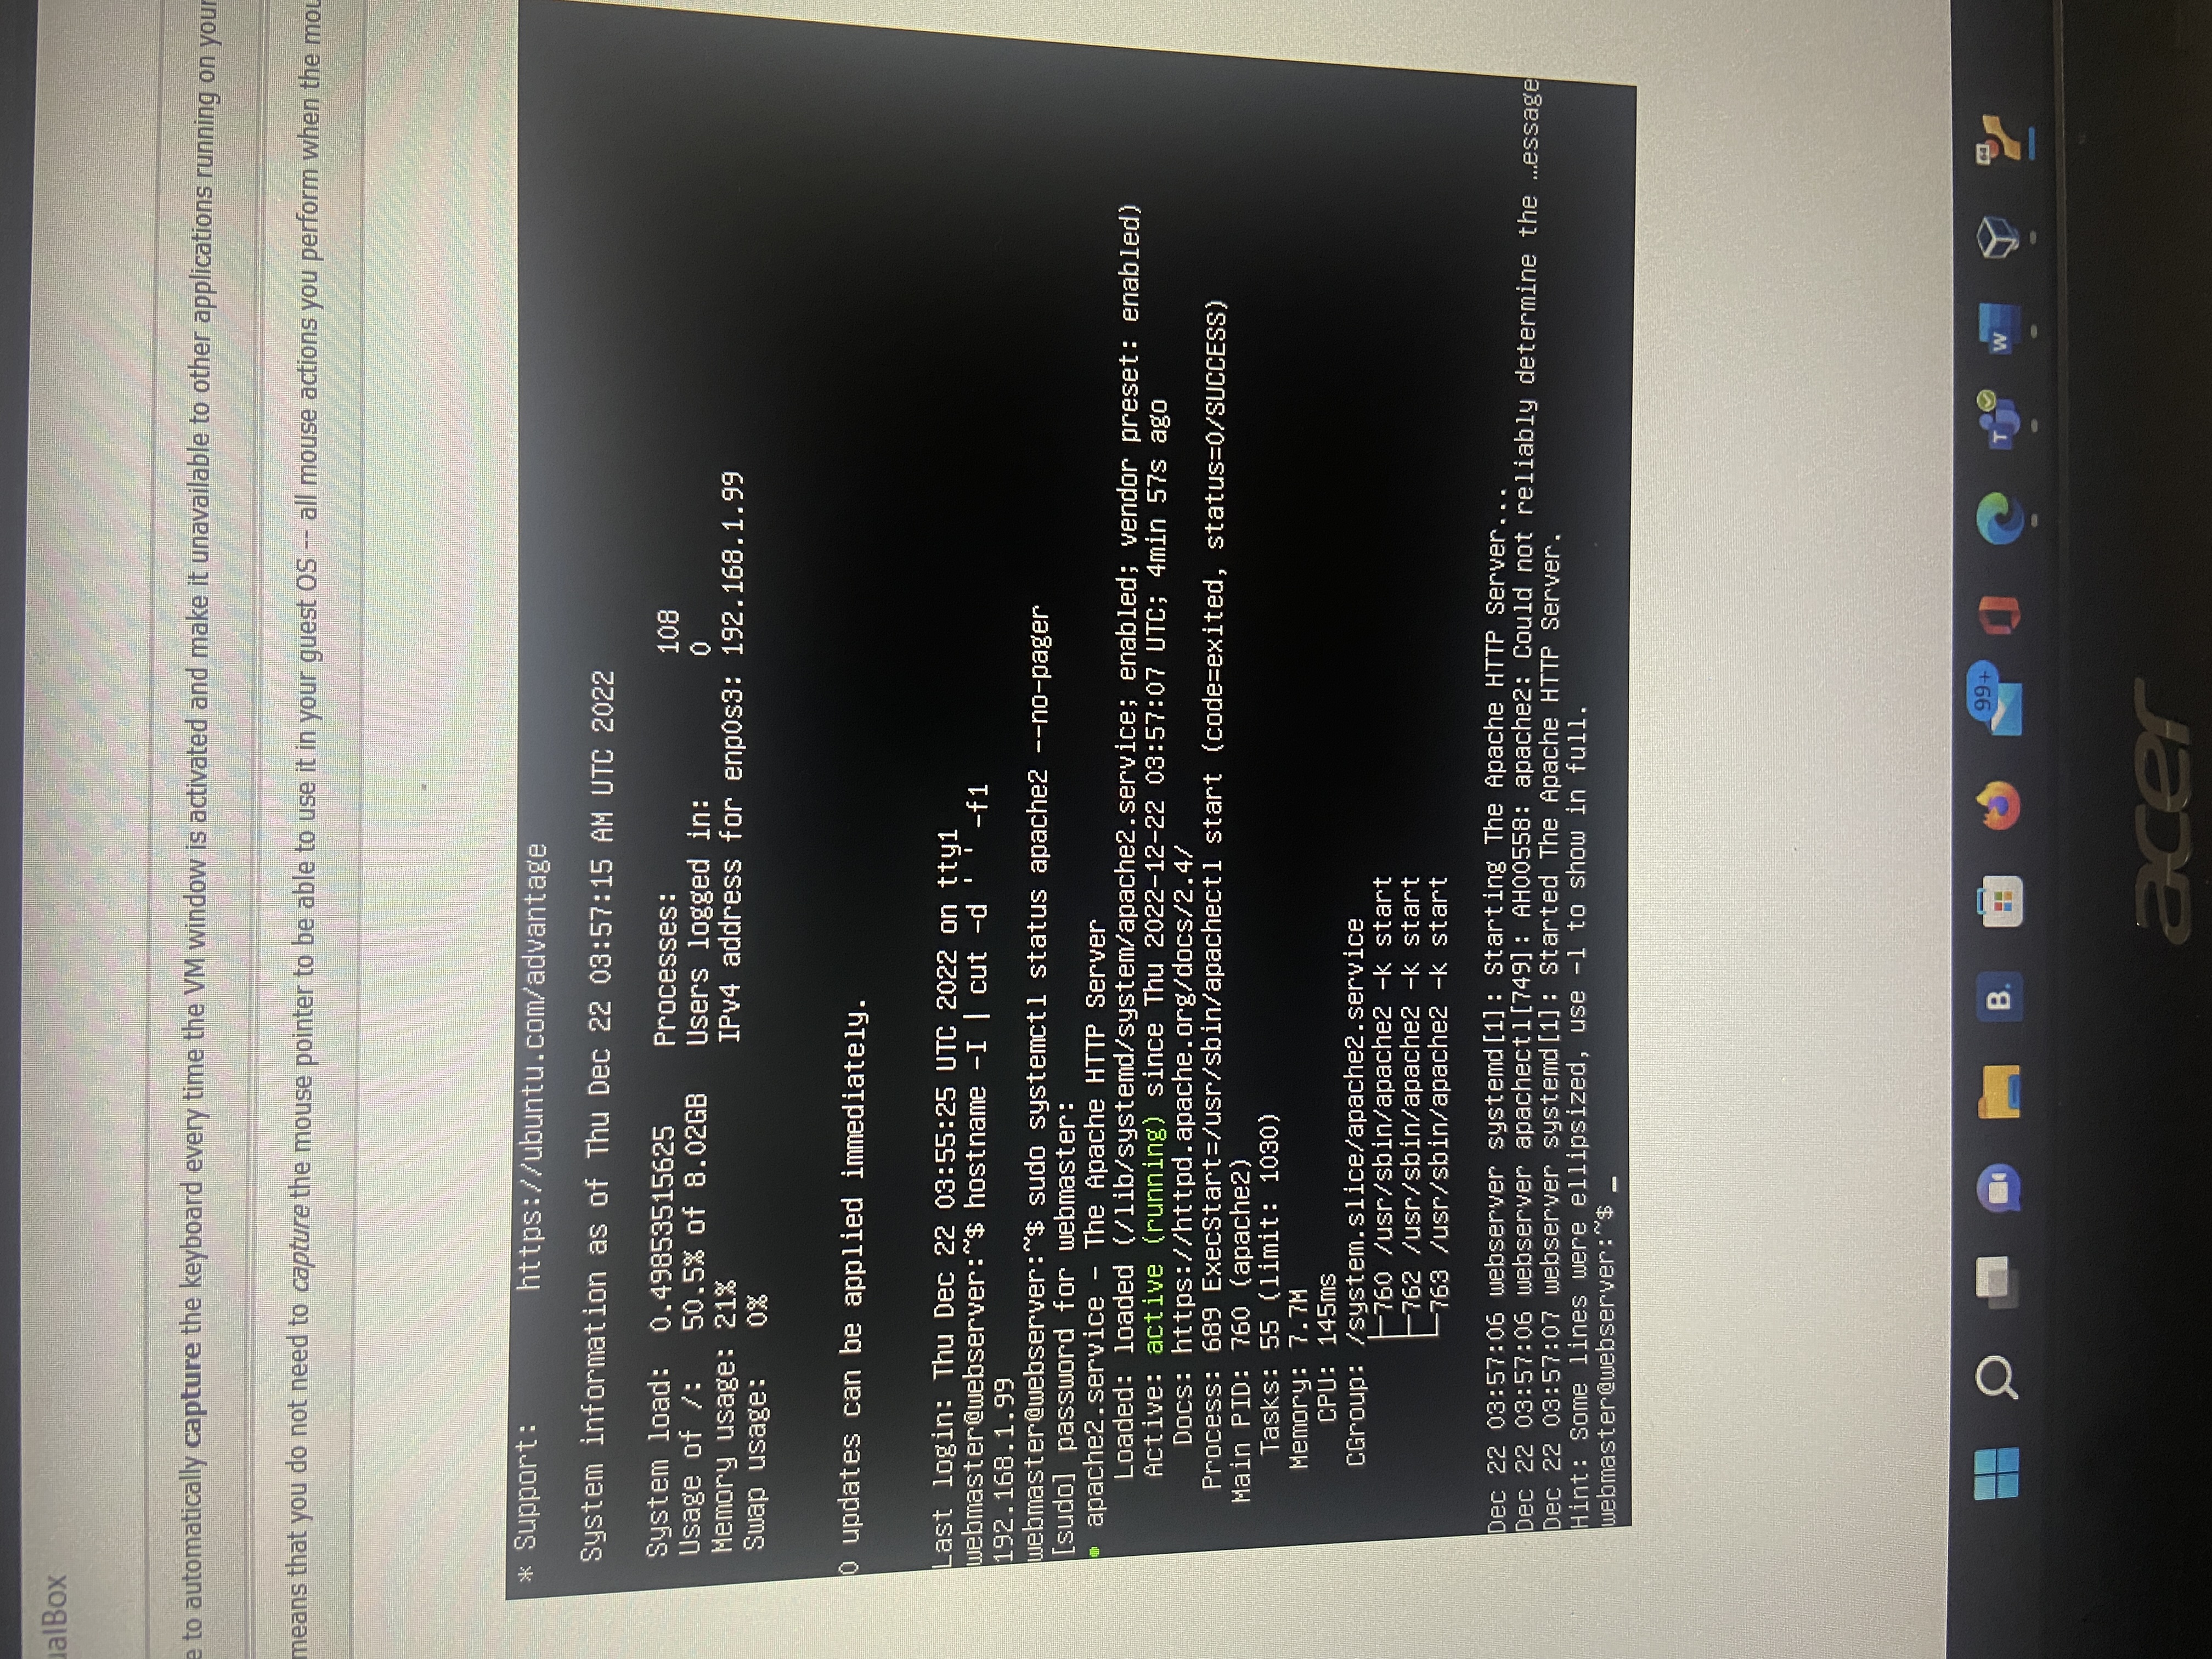 ualBox
e to automatically capture the keyboard every time the VM window is activated and make it unavailable to other applications running on your
means that you do not need to capture the mouse pointer to be able to use it in your guest OS -- all mouse actions you perform when the mou
* Support:        https://ubuntu.com/advantage
System information as of Thu Dec 22 03:57:15 AM UTC 2022
System load:  0.49853515625     Processes:               108
Usage of /:   50.5% of 8.02GB   Users logged in:         0
Memory usage: 21%               IPv4 address for enp0s3: 192.168.1.99
Swap usage:   0%
0 updates can be applied immediately.
Last login: Thu Dec 22 03:55:25 UTC 2022 on tty1
webmaster@webserver:~$ hostname -I | cut -d ' ' -f1
192.168.1.99
webmaster@webserver:~$ sudo systemctl status apache2 --no-pager
[sudo] password for webmaster:
● apache2.service - The Apache HTTP Server
Loaded: loaded (/lib/systemd/system/apache2.service; enabled; vendor preset: enabled)
Active: active (running) since Thu 2022-12-22 03:57:07 UTC; 4min 57s ago
Docs: https://httpd.apache.org/docs/2.4/
Process: 689 ExecStart=/usr/sbin/apachectl start (code=exited, status=0/SUCCESS)
Main PID: 760 (apache2)
Tasks: 55 (limit: 1030)
Memory: 7.7M
CPU: 145ms
CGroup: /system.slice/apache2.service
├─760 /usr/sbin/apache2 -k start
├─762 /usr/sbin/apache2 -k start
└─763 /usr/sbin/apache2 -k start
Dec 22 03:57:06 webserver systemd[1]: Starting The Apache HTTP Server...
Dec 22 03:57:06 webserver apachectl[749]: AH00558: apache2: Could not reliably determine the …essage
Dec 22 03:57:07 webserver systemd[1]: Started The Apache HTTP Server.
Hint: Some lines were ellipsized, use -l to show in full.
webmaster@webserver:~$ _
B. 99+ T W 64
acer